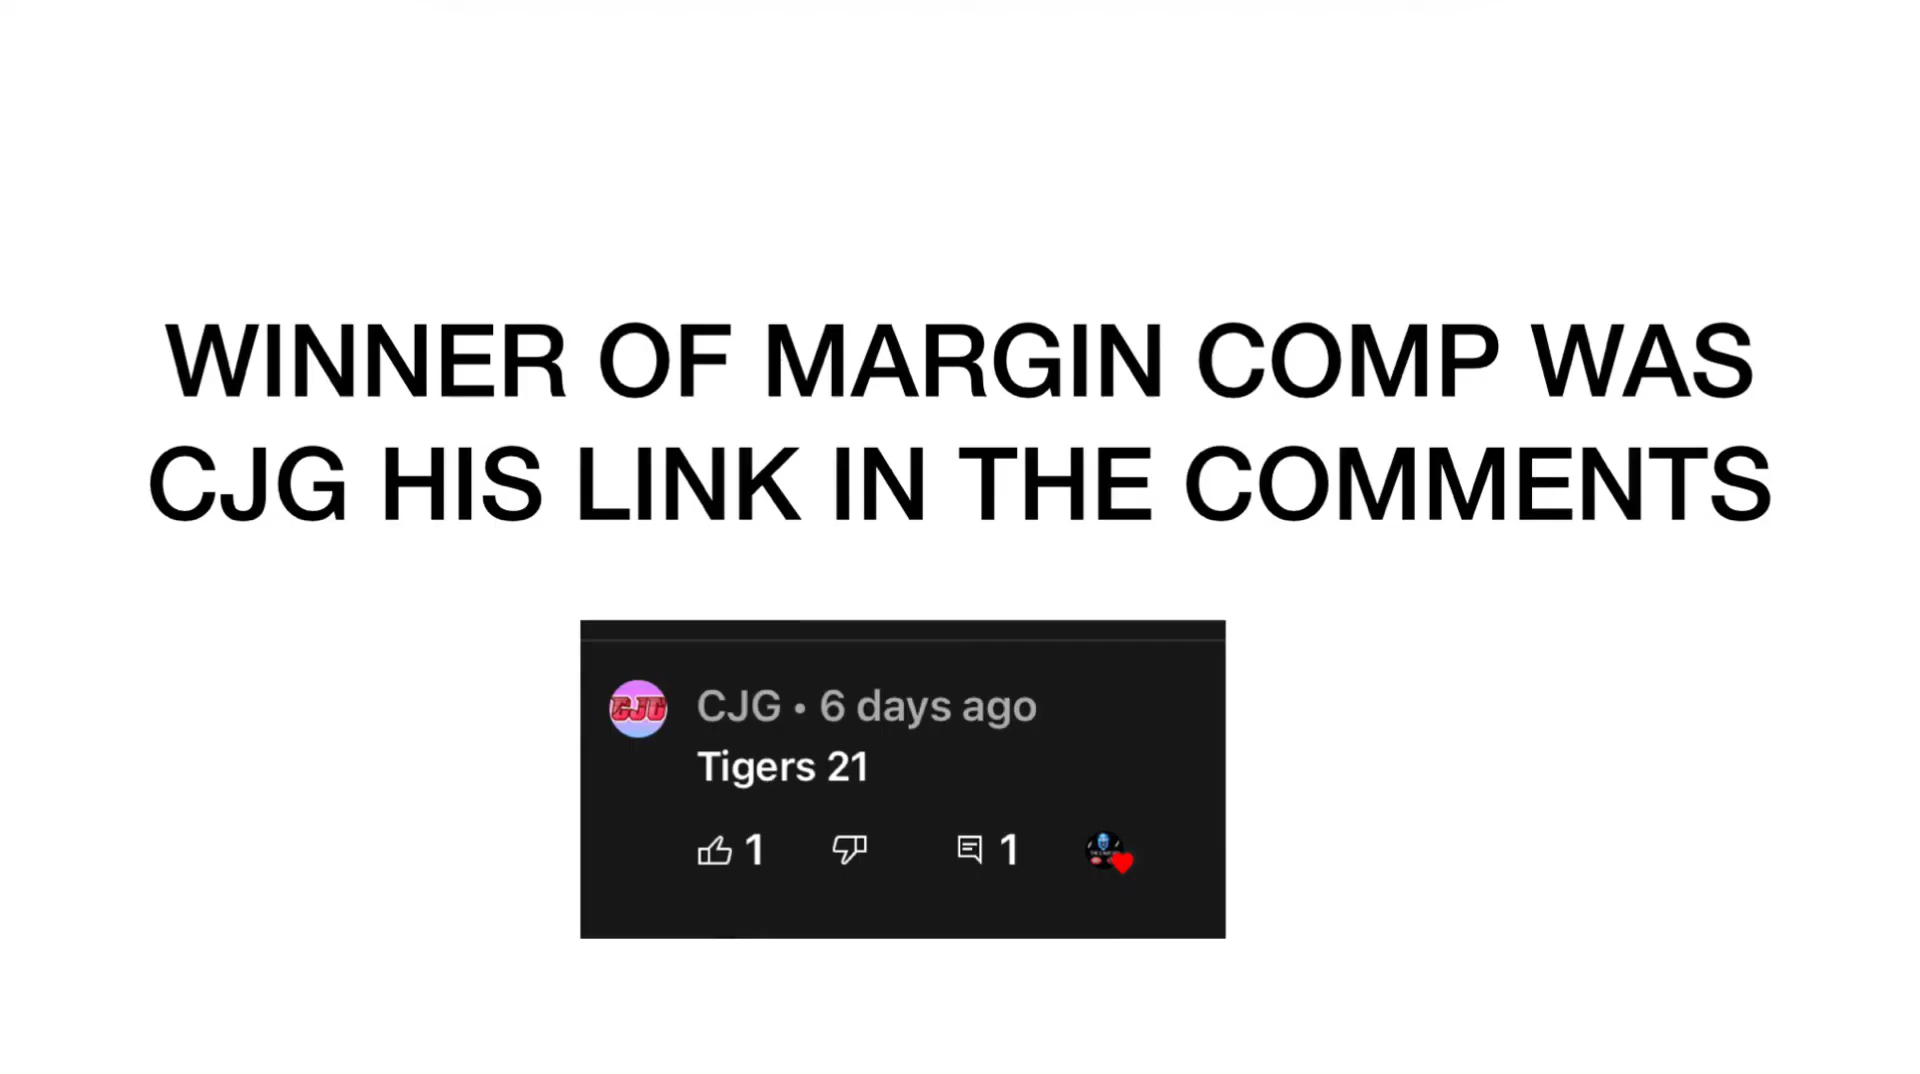 WINNER OF MARGIN COMP WAS
CJG HIS LINK IN THE COMMENTS
CJG
CJG • 6 days ago
Tigers 21
1 1